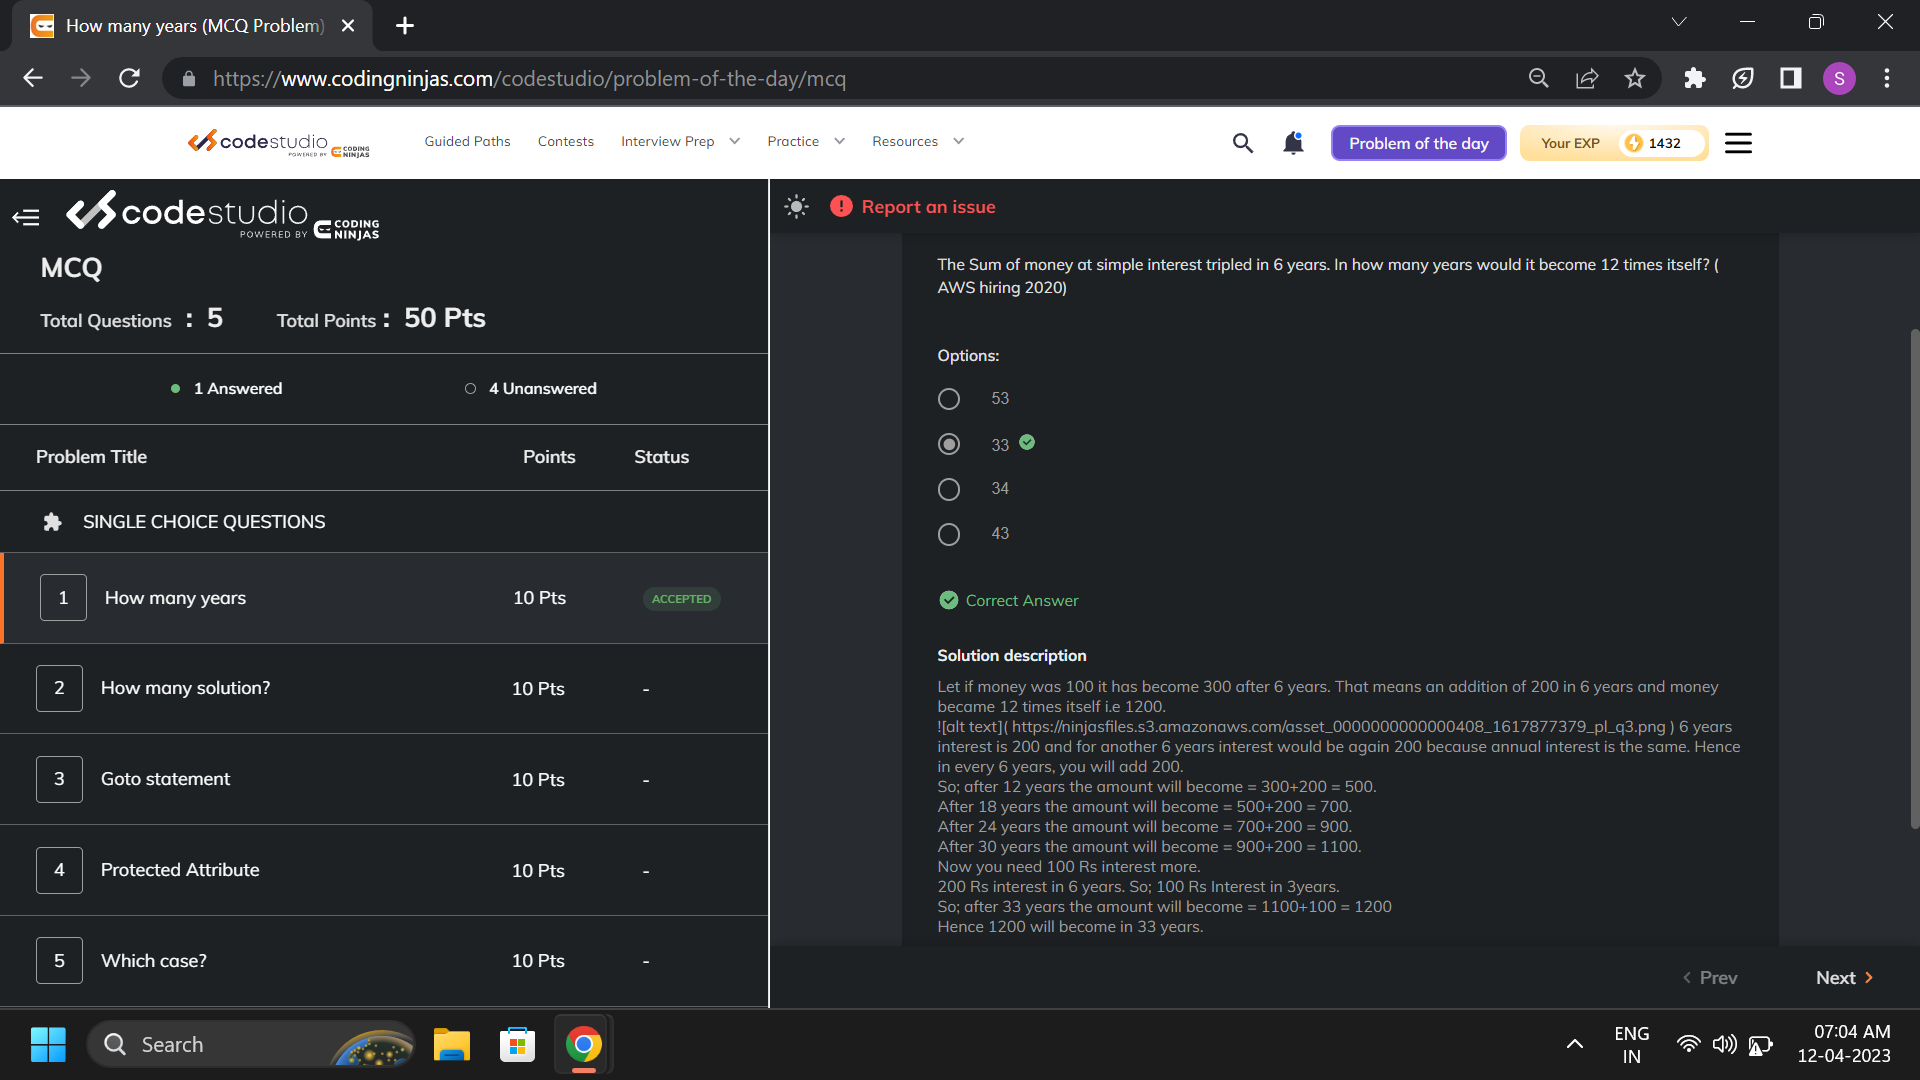 How many years (MCQ Problem)
https://www.codingninjas.com/codestudio/problem-of-the-day/mcq
S
codestudio
POWERED BY CODING NINJAS
Guided Paths
Contests
Interview Prep
Practice
Resources
Problem of the day
Your EXP
1432
codestudio
POWERED BY CODING NINJAS
MCQ
Total Questions : 5
Total Points : 50 Pts
1 Answered
4 Unanswered
Problem Title
Points
Status
SINGLE CHOICE QUESTIONS
1 How many years 10 Pts ACCEPTED
2 How many solution? 10 Pts -
3 Goto statement 10 Pts -
4 Protected Attribute 10 Pts -
5 Which case? 10 Pts -
Report an issue
The Sum of money at simple interest tripled in 6 years. In how many years would it become 12 times itself? (
AWS hiring 2020)
Options:
53
33
34
43
Correct Answer
Solution description
Let if money was 100 it has become 300 after 6 years. That means an addition of 200 in 6 years and money
became 12 times itself i.e 1200.
![alt text]( https://ninjasfiles.s3.amazonaws.com/asset_0000000000000408_1617877379_pl_q3.png ) 6 years
interest is 200 and for another 6 years interest would be again 200 because annual interest is the same. Hence
in every 6 years, you will add 200.
So; after 12 years the amount will become = 300+200 = 500.
After 18 years the amount will become = 500+200 = 700.
After 24 years the amount will become = 700+200 = 900.
After 30 years the amount will become = 900+200 = 1100.
Now you need 100 Rs interest more.
200 Rs interest in 6 years. So; 100 Rs Interest in 3years.
So; after 33 years the amount will become = 1100+100 = 1200
Hence 1200 will become in 33 years.
Prev
Next
Search
ENG
IN
07:04 AM
12-04-2023